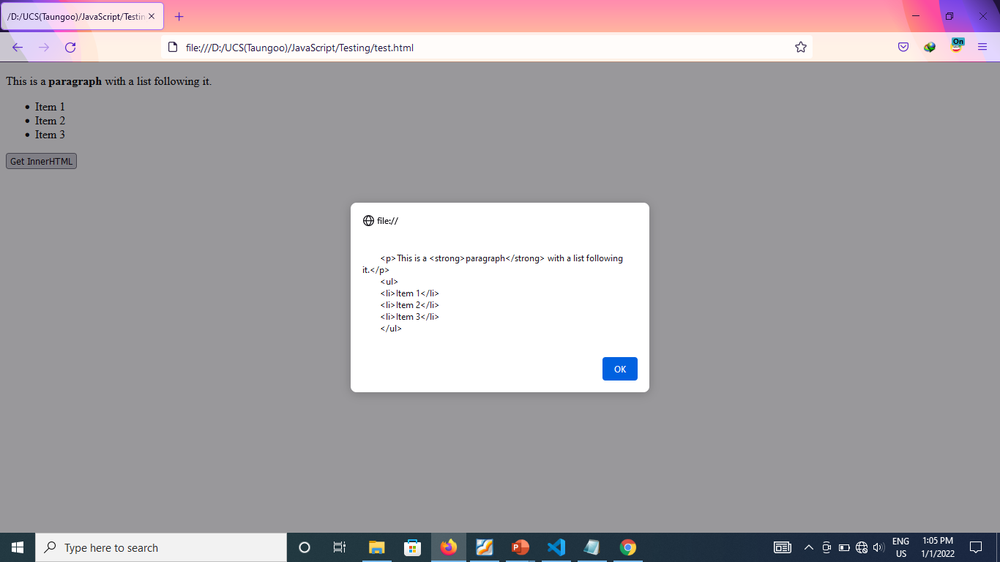 /D:/UCS(Taungoo)/JavaScript/Testin
file:///D:/UCS(Taungoo)/JavaScript/Testing/test.html
On
This is a paragraph with a list following it.
• Item 1
• Item 2
• Item 3
Get InnerHTML
file://
<p>This is a <strong>paragraph</strong> with a list following
it.</p>
<ul>
<li>Item 1</li>
<li>Item 2</li>
<li>Item 3</li>
</ul>
OK
Type here to search
ENG
US
1:05 PM
1/1/2022